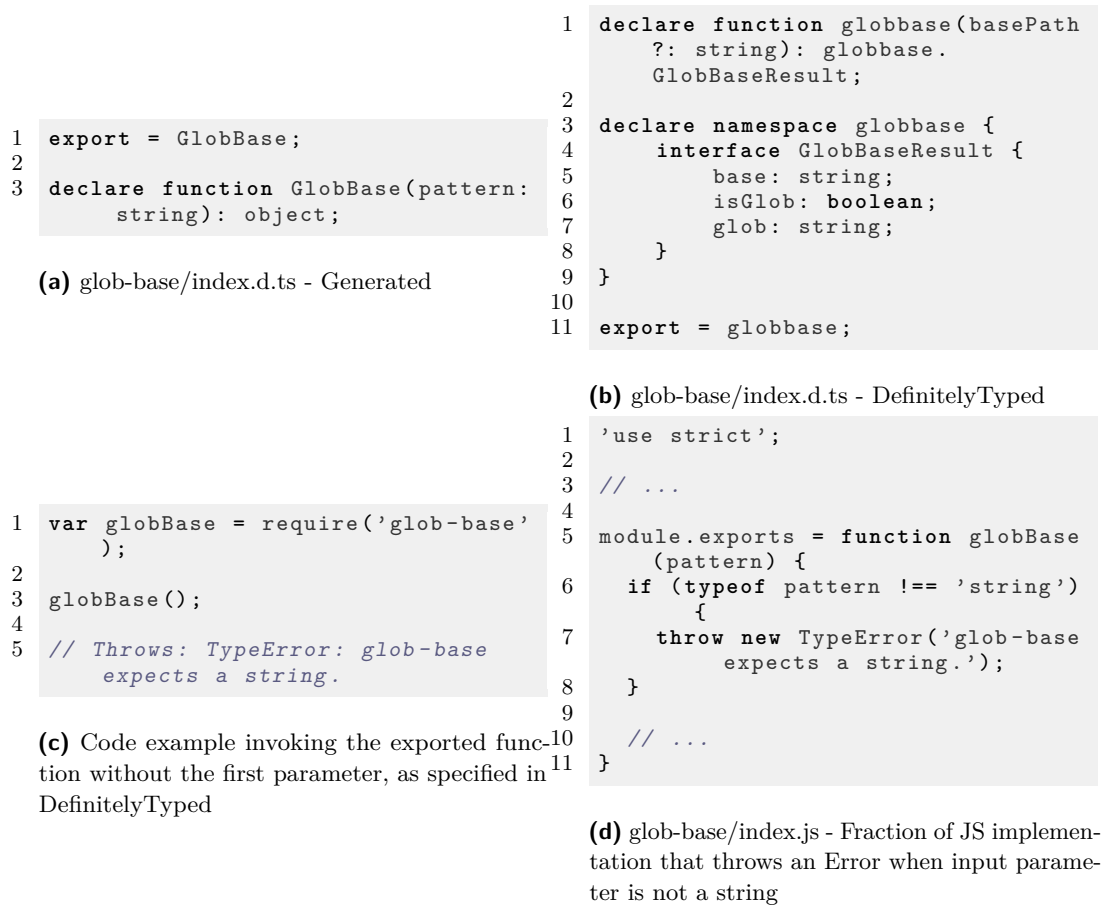 1 export = GlobBase;
2
3 declare function GlobBase(pattern:
string): object;
(a) glob-base/index.d.ts - Generated
1 declare function globbase(basePath
?: string): globbase.
GlobBaseResult;
2
3 declare namespace globbase {
4 interface GlobBaseResult {
5 base: string;
6 isGlob: boolean;
7 glob: string;
8 }
9 }
10
11 export = globbase;
(b) glob-base/index.d.ts - DefinitelyTyped
1 var globBase = require('glob-base'
);
2
3 globBase();
4
5 // Throws: TypeError: glob-base
expects a string.
(c) Code example invoking the exported func-
tion without the first parameter, as specified in
DefinitelyTyped
1 'use strict';
2
3 // ...
4
5 module.exports = function globBase
(pattern) {
6 if (typeof pattern !== 'string')
{
7 throw new TypeError('glob-base
expects a string.');
8 }
9
10 // ...
11 }
(d) glob-base/index.js - Fraction of JS implemen-
tation that throws an Error when input parame-
ter is not a string